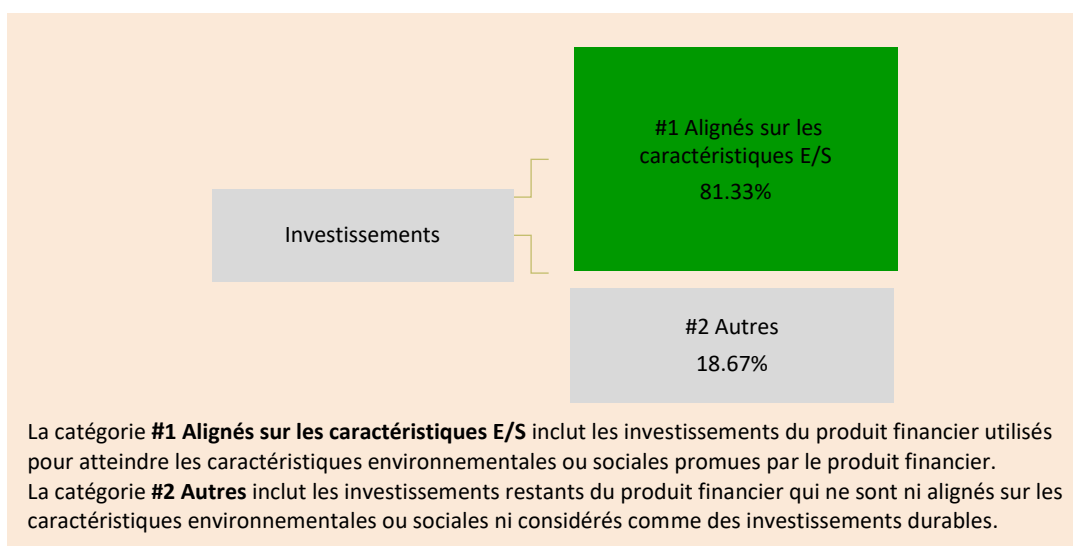 #1 Alignés sur les
caractéristiques E/S
81.33%
Investissements
#2 Autres
18.67%
La catégorie #1 Alignés sur les caractéristiques E/S inclut les investissements du produit financier utilisés
pour atteindre les caractéristiques environnementales ou sociales promues par le produit financier.
La catégorie #2 Autres inclut les investissements restants du produit financier qui ne sont ni alignés sur les
caractéristiques environnementales ou sociales ni considérés comme des investissements durables.